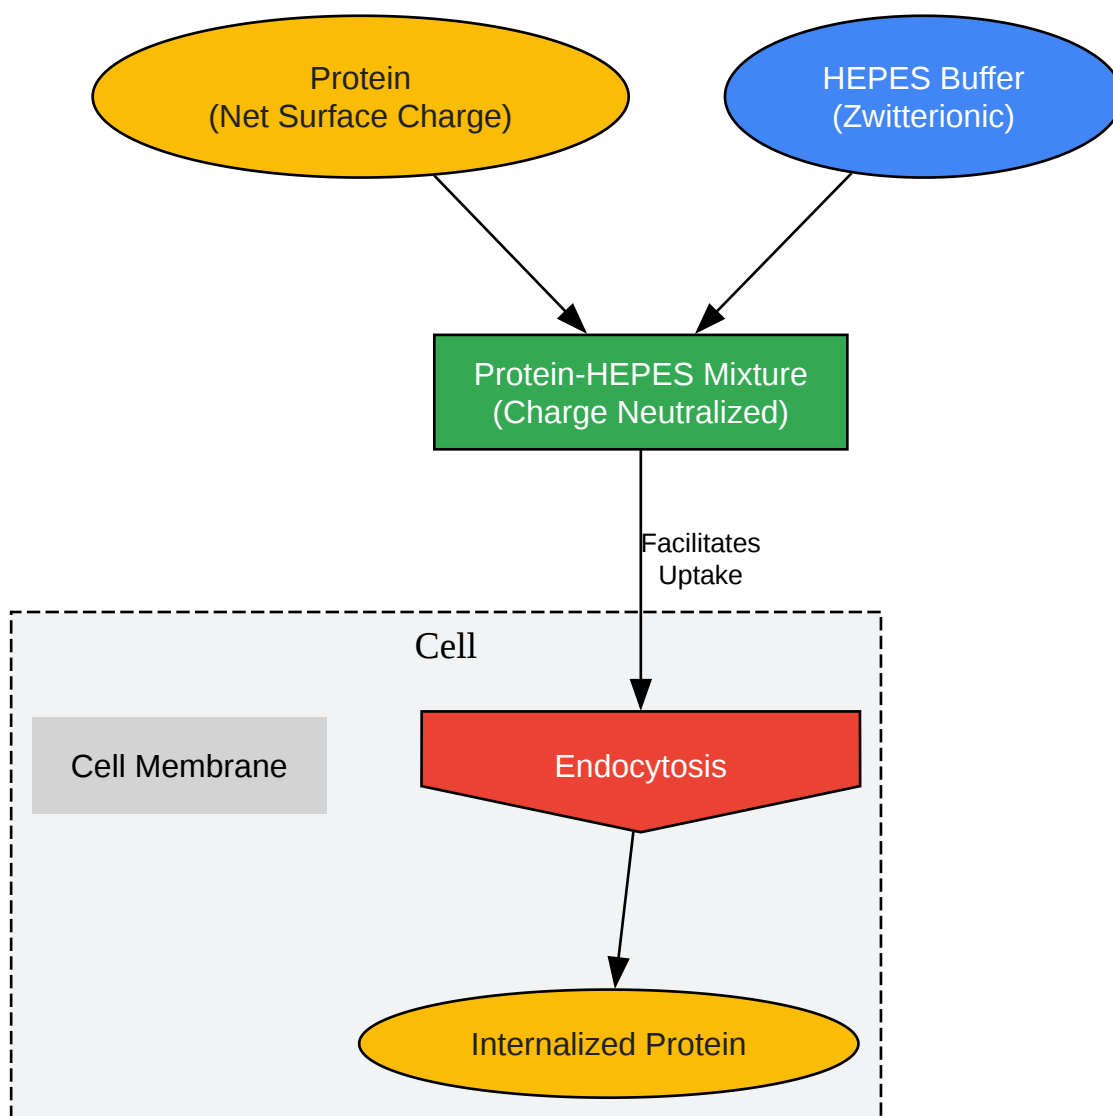 Protein
(Net Surface Charge)
HEPES Buffer
(Zwitterionic)
Protein-HEPES Mixture
(Charge Neutralized)
Facilitates
Uptake
Cell
Cell Membrane
Endocytosis
Internalized Protein